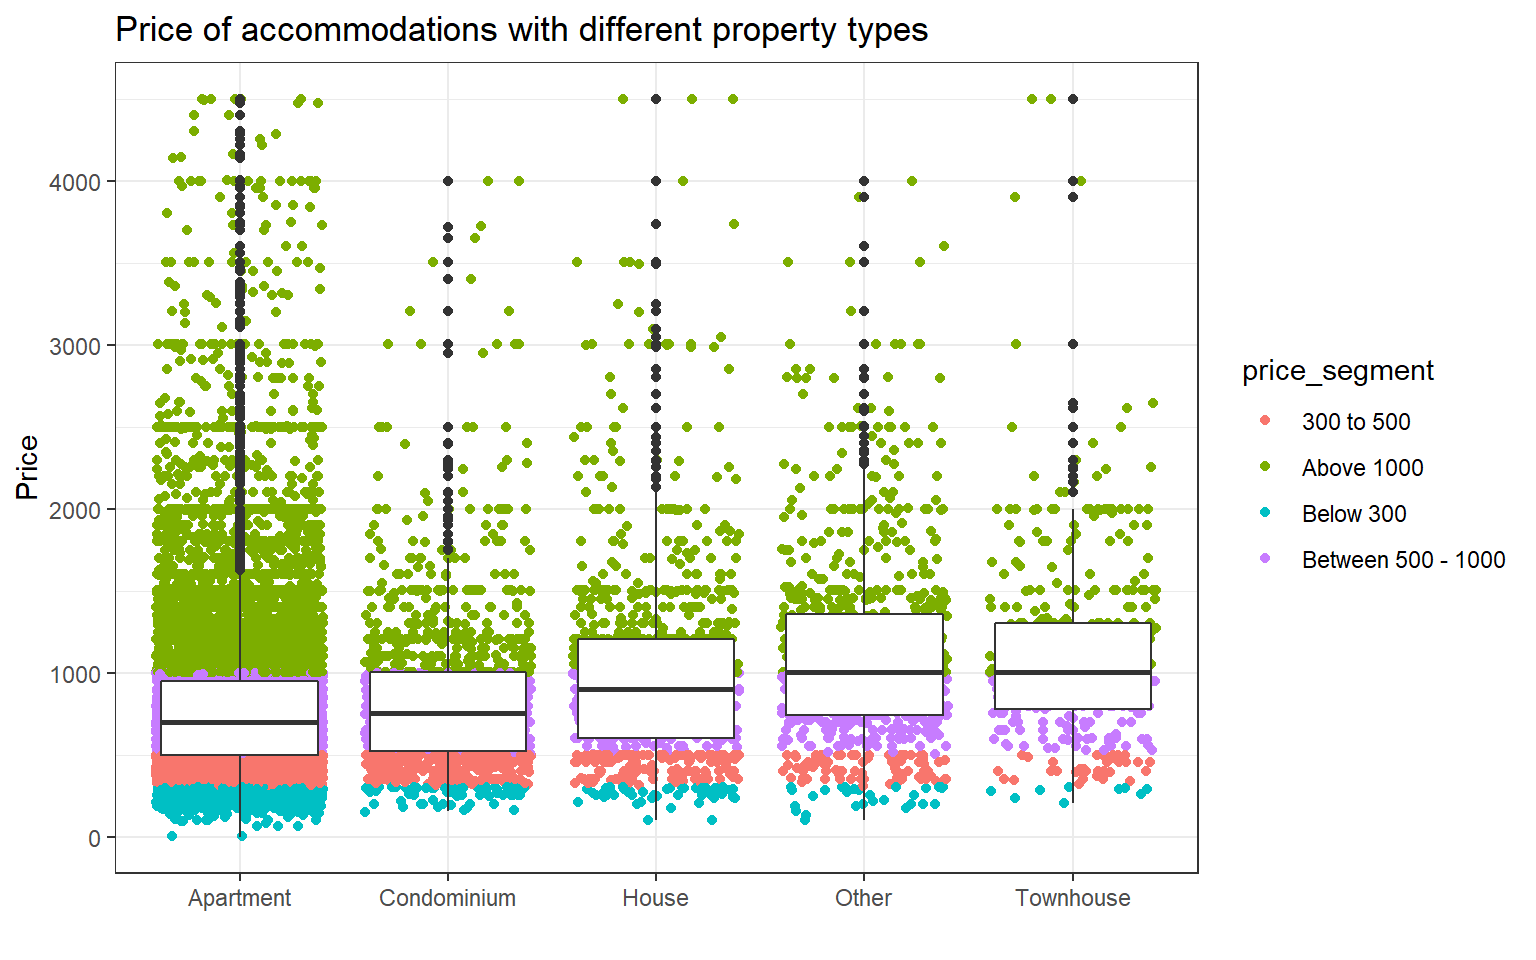 Price of accommodations with different property types
Price
4000
3000
2000
1000
0
Apartment
Condominium
House
Other
Townhouse
price_segment
300 to 500
Above 1000
Below 300
Between 500 - 1000